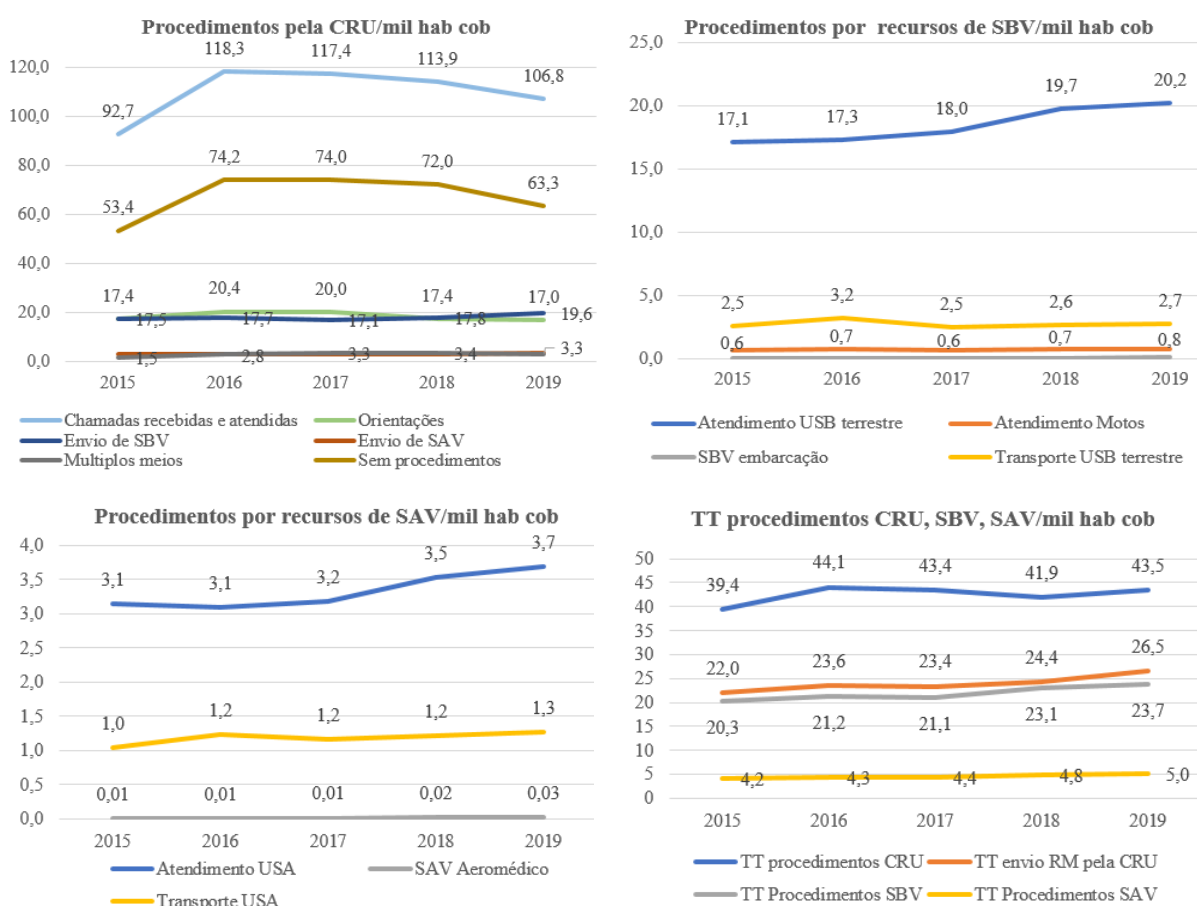 Procedimentos pela CRU/mil hab cob
120,0
100,0
80,0
60,0
40,0
20,0
0,0
92,7 118,3 117,4 113,9 106,8
53,4 74,2 74,0 72,0 63,3
17,4 20,4 20,0 17,4 17,0
17,5 17,7 17,1 17,8 19,6
1,5 2,8 3,3 3,4 3,3
2015 2016 2017 2018 2019
Chamadas recebidas e atendidas Orientações
Envio de SBV Envio de SAV
Multiplos meios Sem procedimentos
Procedimentos por recursos de SBV/mil hab cob
25,0
20,0
15,0
10,0
5,0
0,0
17,1 17,3 18,0 19,7 20,2
2,5 3,2 2,5 2,6 2,7
0,6 0,7 0,6 0,7 0,8
2015 2016 2017 2018 2019
Atendimento USB terrestre Atendimento Motos
SBV embarcação Transporte USB terrestre
Procedimentos por recursos de SAV/mil hab cob
4,0
3,5
3,0
2,5
2,0
1,5
1,0
0,5
0,0
3,1 3,1 3,2 3,5 3,7
1,0 1,2 1,2 1,2 1,3
0,01 0,01 0,01 0,02 0,03
2015 2016 2017 2018 2019
Atendimento USA SAV Aeromédico
Transporte USA
TT procedimentos CRU, SBV, SAV/mil hab cob
50
45
40
35
30
25
20
15
10
5
0
39,4 44,1 43,4 41,9 43,5
22,0 23,6 23,4 24,4 26,5
20,3 21,2 21,1 23,1 23,7
4,2 4,3 4,4 4,8 5,0
2015 2016 2017 2018 2019
TT procedimentos CRU TT envio RM pela CRU
TT Procedimentos SBV TT Procedimentos SAV